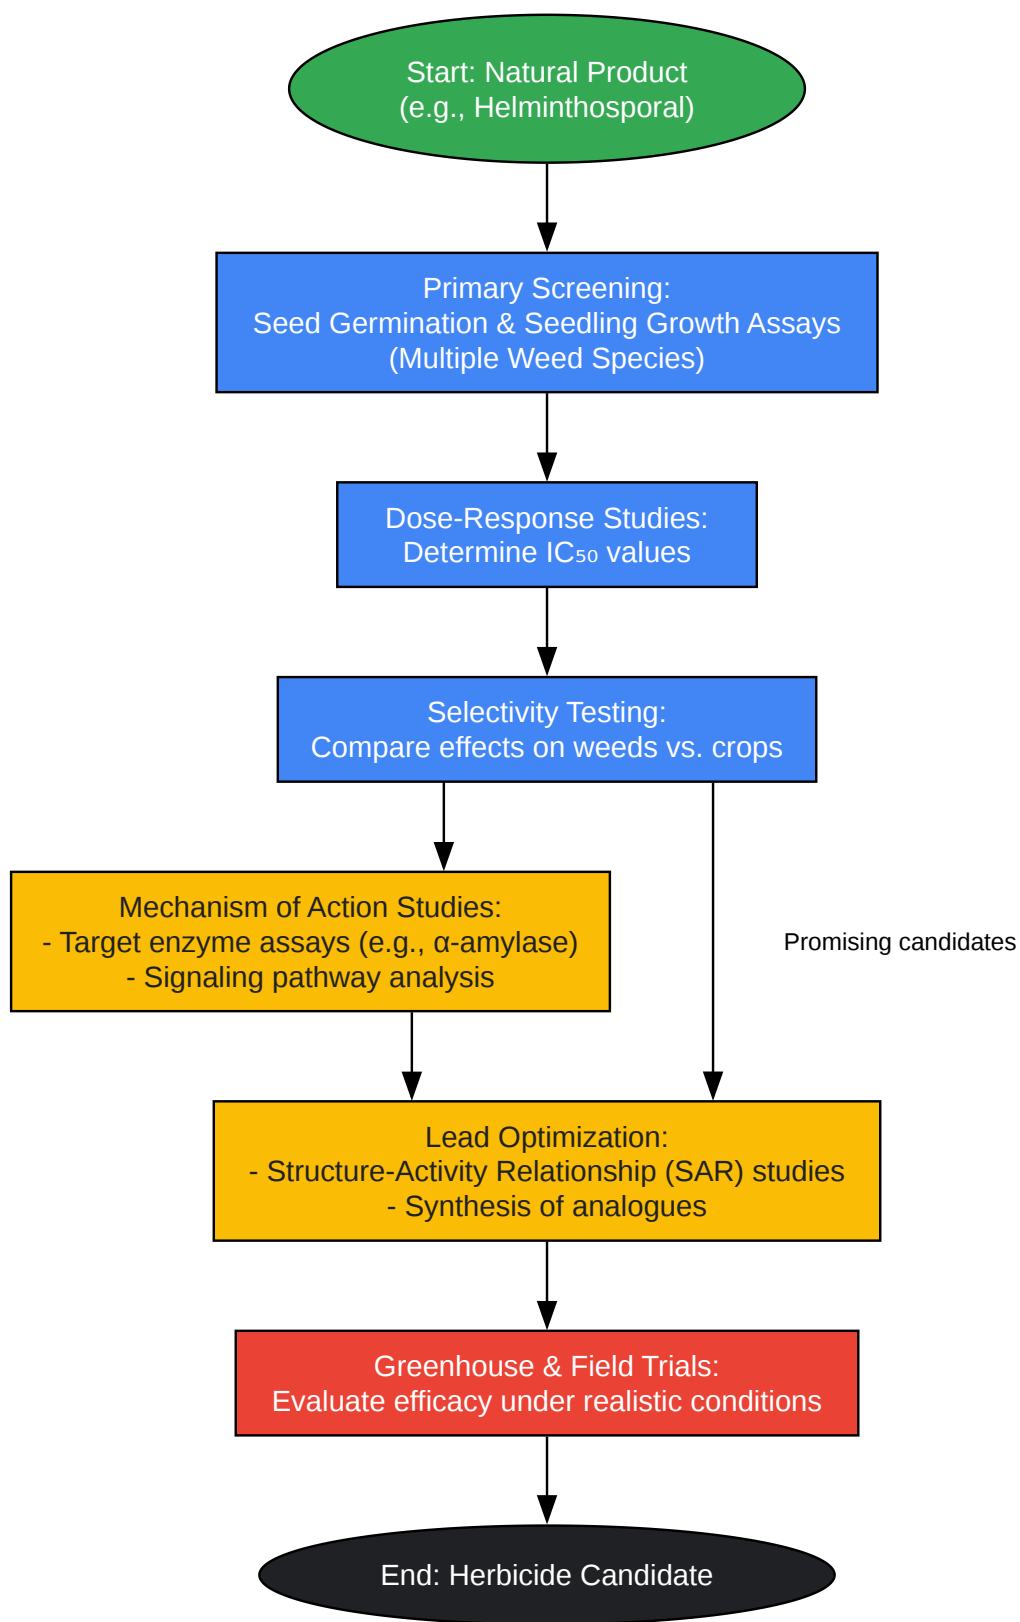 Start: Natural Product
(e.g., Helminthosporal)
Primary Screening:
Seed Germination & Seedling Growth Assays
(Multiple Weed Species)
Dose-Response Studies:
Determine IC₅₀ values
Selectivity Testing:
Compare effects on weeds vs. crops
Mechanism of Action Studies:
- Target enzyme assays (e.g., α-amylase)
- Signaling pathway analysis
Promising candidates
Lead Optimization:
- Structure-Activity Relationship (SAR) studies
- Synthesis of analogues
Greenhouse & Field Trials:
Evaluate efficacy under realistic conditions
End: Herbicide Candidate